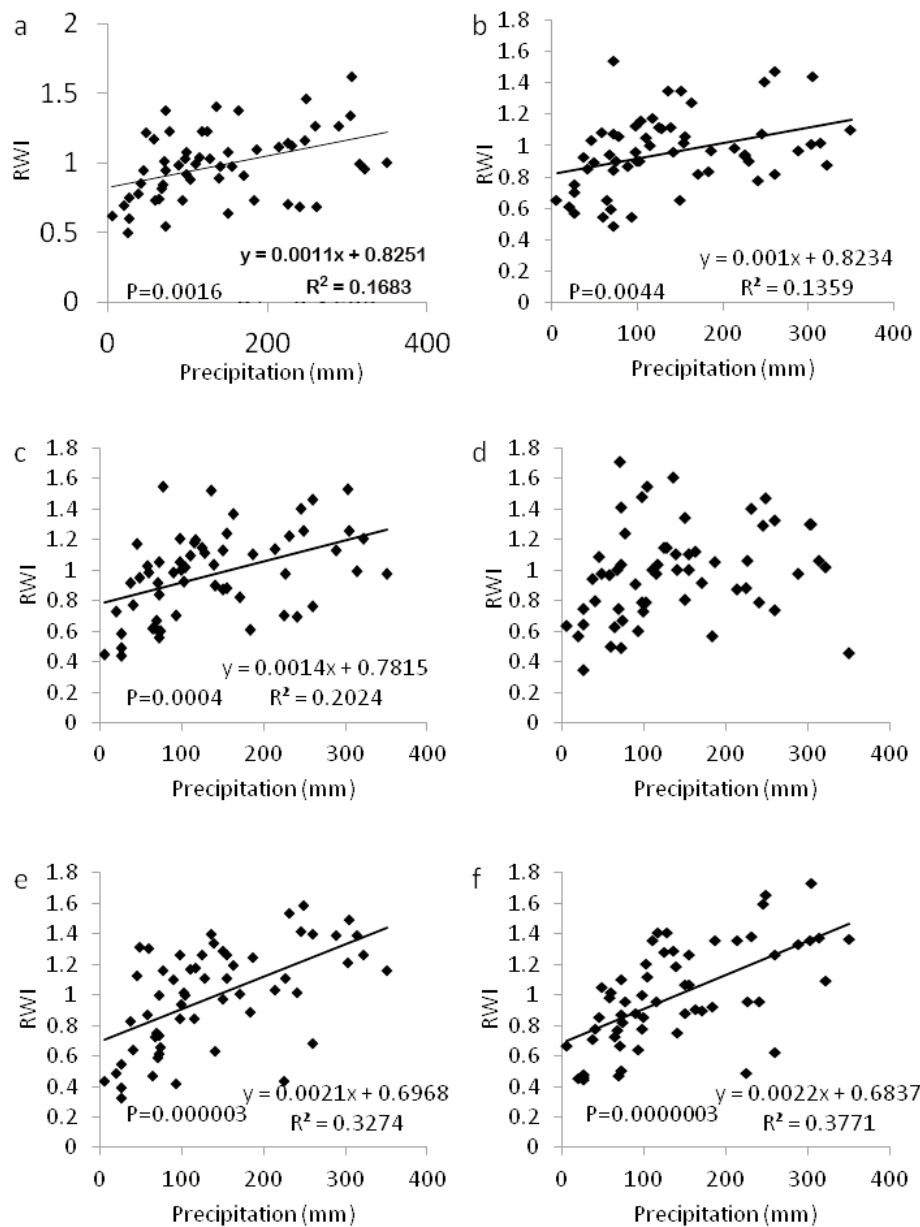 a
2
1.5
1
0.5
0
RWI
y = 0.0011x + 0.8251
R² = 0.1683
P=0.0016
0 200 400
Precipitation (mm)
b
1.8
1.6
1.4
1.2
1
0.8
0.6
0.4
0.2
0
RWI
y = 0.001x + 0.8234
R² = 0.1359
P=0.0044
0 100 200 300 400
Precipitation (mm)
c
1.8
1.6
1.4
1.2
1
0.8
0.6
0.4
0.2
0
RWI
y = 0.0014x + 0.7815
R² = 0.2024
P=0.0004
0 100 200 300 400
Precipitation (mm)
d
1.8
1.6
1.4
1.2
1
0.8
0.6
0.4
0.2
0
RWI
0 100 200 300 400
Precipitation (mm)
e
1.8
1.6
1.4
1.2
1
0.8
0.6
0.4
0.2
0
RWI
y = 0.0021x + 0.6968
P=0.000003
R² = 0.3274
0 100 200 300 400
Precipitation (mm)
f
1.8
1.6
1.4
1.2
1
0.8
0.6
0.4
0.2
0
RWI
y = 0.0022x + 0.6837
P=0.0000003
R² = 0.3771
0 100 200 300 400
Precipitation (mm)